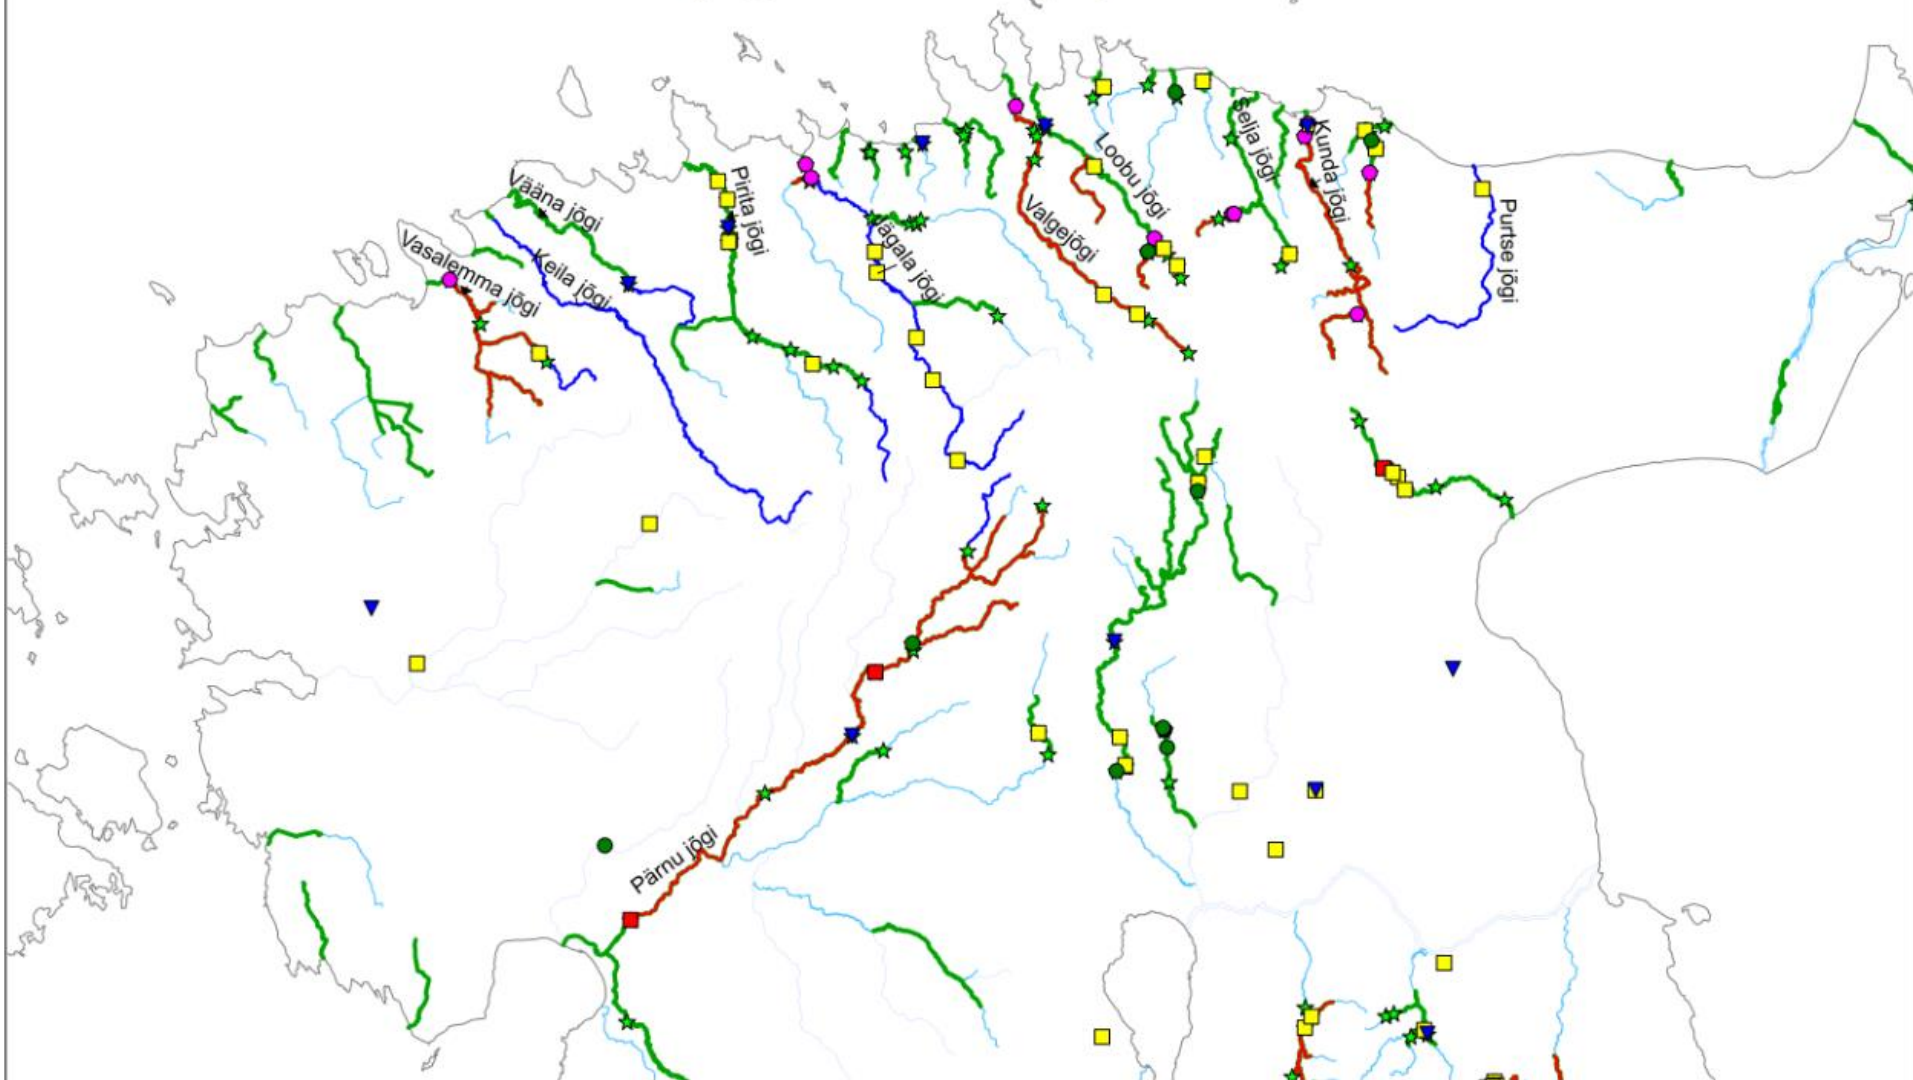 Selja jõgi
Kunda jõgi
Loobu jõgi
Pirita jõgi
Vääna jõgi
Valgejõgi
Purtse jõgi
Jägala jõgi
Keila jõgi
Vasalemma jõgi
Pärnu jõgi